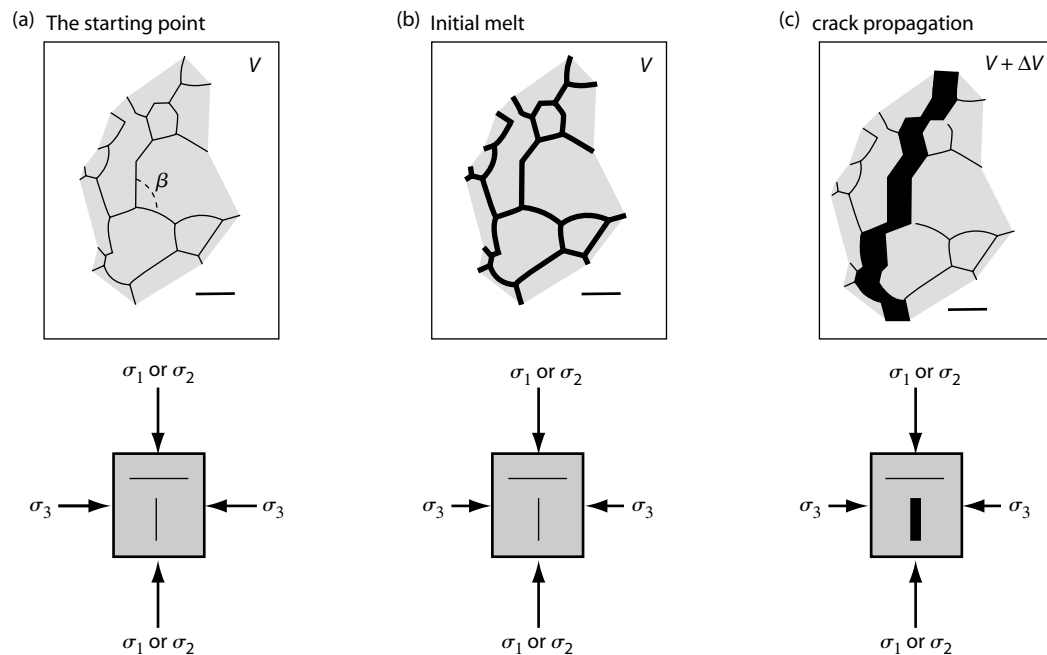 (a) The starting point
V
β
σ1 or σ2
σ3
σ3
σ1 or σ2
(b) Initial melt
V
σ1 or σ2
σ3
σ3
σ1 or σ2
(c) crack propagation
V + ΔV
σ1 or σ2
σ3
σ3
σ1 or σ2